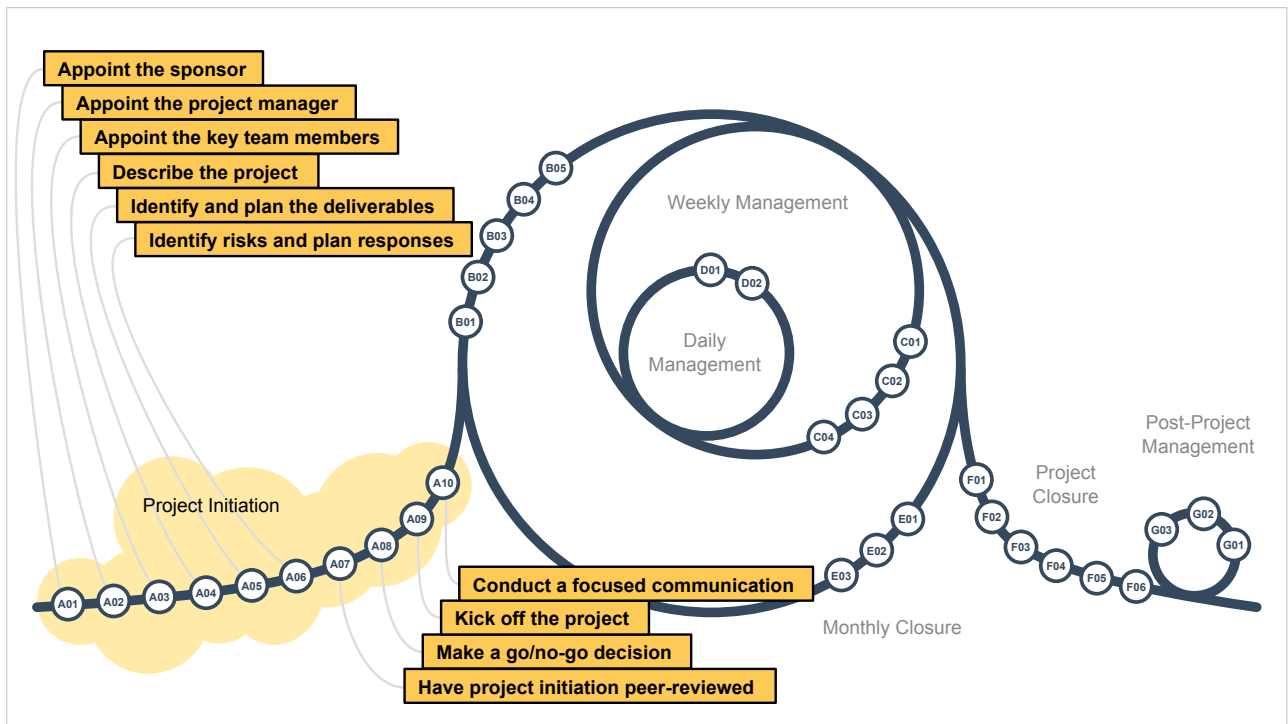 Appoint the sponsor
Appoint the project manager
Appoint the key team members
Describe the project
Identify and plan the deliverables
Identify risks and plan responses
B05
B04
B03
B02
B01
Weekly Management
D01
D02
Daily
Management
C01
C02
C03
C04
Project Initiation
A01
A02
A03
A04
A05
A06
A07
A08
A09
A10
Conduct a focused communication
Kick off the project
Make a go/no-go decision
Have project initiation peer-reviewed
E01
E02
E03
Monthly Closure
F01
F02
F03
F04
F05
F06
Project
Closure
Post-Project
Management
G03
G02
G01